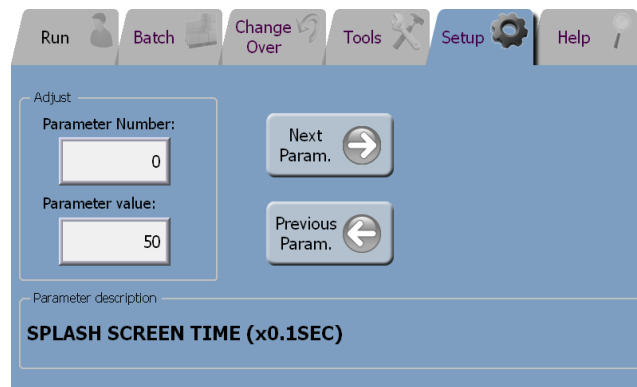 Run
Batch
Change
Over
Tools
Setup
Help
Adjust
Parameter Number:
0
Parameter value:
50
Next
Param.
Previous
Param.
Parameter description
SPLASH SCREEN TIME (x0.1SEC)